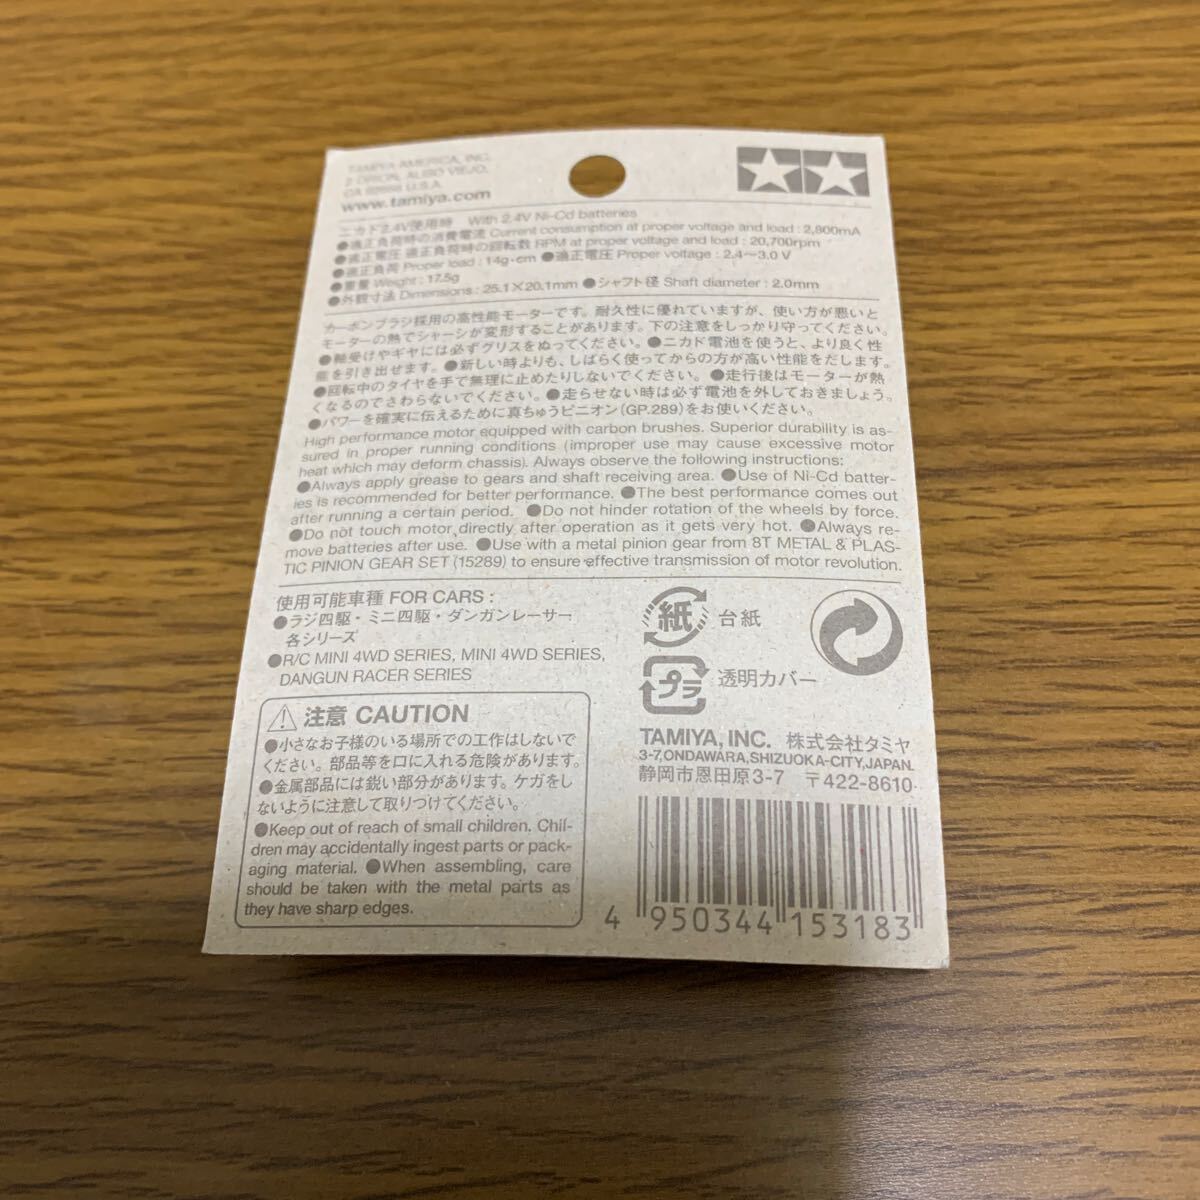 TAMIYA AMERICA, INC.
2 ORION, ALISO VIEJO,
CA 92656 U.S.A.
www.tamiya.com
ニカド2.4V使用時 With 2.4V Ni-Cd batteries
●適正負荷時の消費電流 Current consumption at proper voltage and load : 2,800mA
●適正電圧 適正負荷時の回転数 RPM at proper voltage and load : 20,700rpm
●適正負荷 Proper load : 14g·cm ●適正電圧 Proper voltage : 2.4〜3.0 V
●重量 Weight : 17.5g
●外観寸法 Dimensions : 25.1×20.1mm ●シャフト径 Shaft diameter : 2.0mm
カーボンブラシ採用の高性能モーターです。耐久性に優れていますが、使い方が悪いと
モーターの熱でシャーシが変形することがあります。下の注意をしっかり守ってください。
●軸受けやギヤには必ずグリスをぬってください。●ニカド電池を使うと、より良く性
能を引き出せます。●新しい時よりも、しばらく使ってからの方が高い性能をだします。
●回転中のタイヤを手で無理に止めたりしないでください。●走行後はモーターが熱
くなるのでさわらないでください。●走らせない時は必ず電池を外しておきましょう。
●パワーを確実に伝えるために真ちゅうピニオン(GP.289)をお使いください。
High performance motor equipped with carbon brushes. Superior durability is as-
sured in proper running conditions (improper use may cause excessive motor
heat which may deform chassis). Always observe the following instructions:
●Always apply grease to gears and shaft receiving area. ●Use of Ni-Cd batter-
ies is recommended for better performance. ●The best performance comes out
after running a certain period. ●Do not hinder rotation of the wheels by force.
●Do not touch motor directly after operation as it gets very hot. ●Always re-
move batteries after use. ●Use with a metal pinion gear from 8T METAL & PLAS-
TIC PINION GEAR SET (15289) to ensure effective transmission of motor revolution.
使用可能車種 FOR CARS :
●ラジ四駆・ミニ四駆・ダンガンレーサー
各シリーズ
●R/C MINI 4WD SERIES, MINI 4WD SERIES,
DANGUN RACER SERIES
紙 台紙
プラ 透明カバー
注意 CAUTION
●小さなお子様のいる場所での工作はしないで
ください。部品等を口に入れる危険があります。
●金属部品には鋭い部分があります。ケガをし
ないように注意して取りつけてください。
●Keep out of reach of small children. Chil-
dren may accidentally ingest parts or pack-
aging material. ●When assembling, care
should be taken with the metal parts as
they have sharp edges.
TAMIYA, INC. 株式会社タミヤ
3-7, ONDAWARA, SHIZUOKA-CITY, JAPAN.
静岡市恩田原3-7 〒422-8610
4 950344 153183